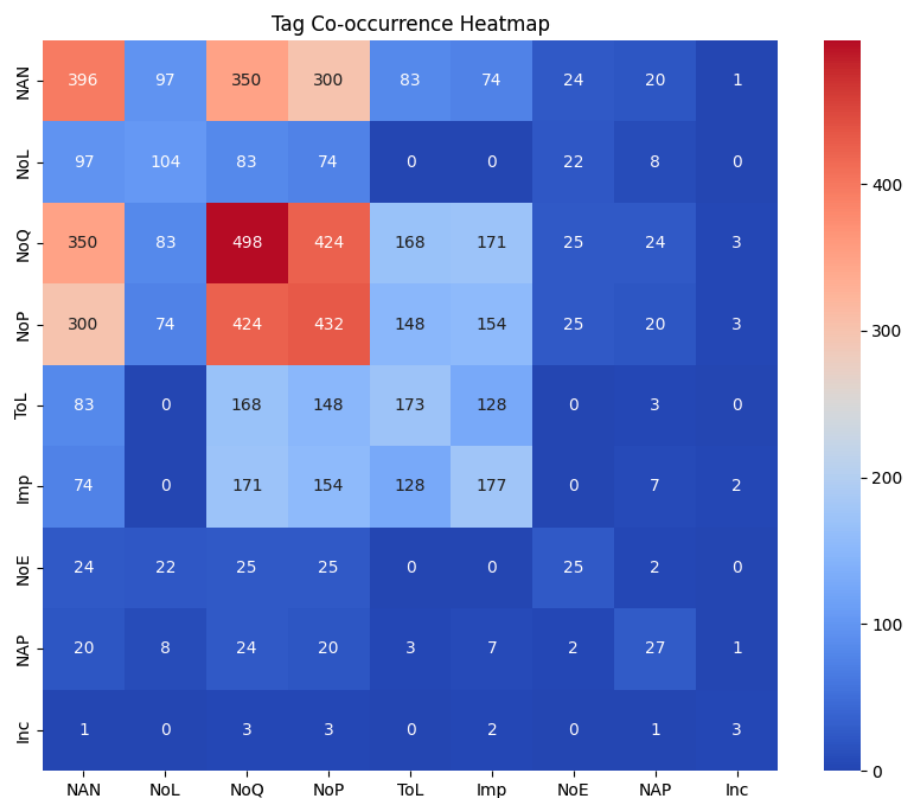 Tag Co-occurrence Heatmap
NAN 396 97 350 300 83 74 24 20 1
NoL 97 104 83 74 0 0 22 8 0
NoQ 350 83 498 424 168 171 25 24 3
NoP 300 74 424 432 148 154 25 20 3
ToL 83 0 168 148 173 128 0 3 0
Imp 74 0 171 154 128 177 0 7 2
NoE 24 22 25 25 0 0 25 2 0
NAP 20 8 24 20 3 7 2 27 1
Inc 1 0 3 3 0 2 0 1 3
NAN NoL NoQ NoP ToL Imp NoE NAP Inc
400
300
200
100
0